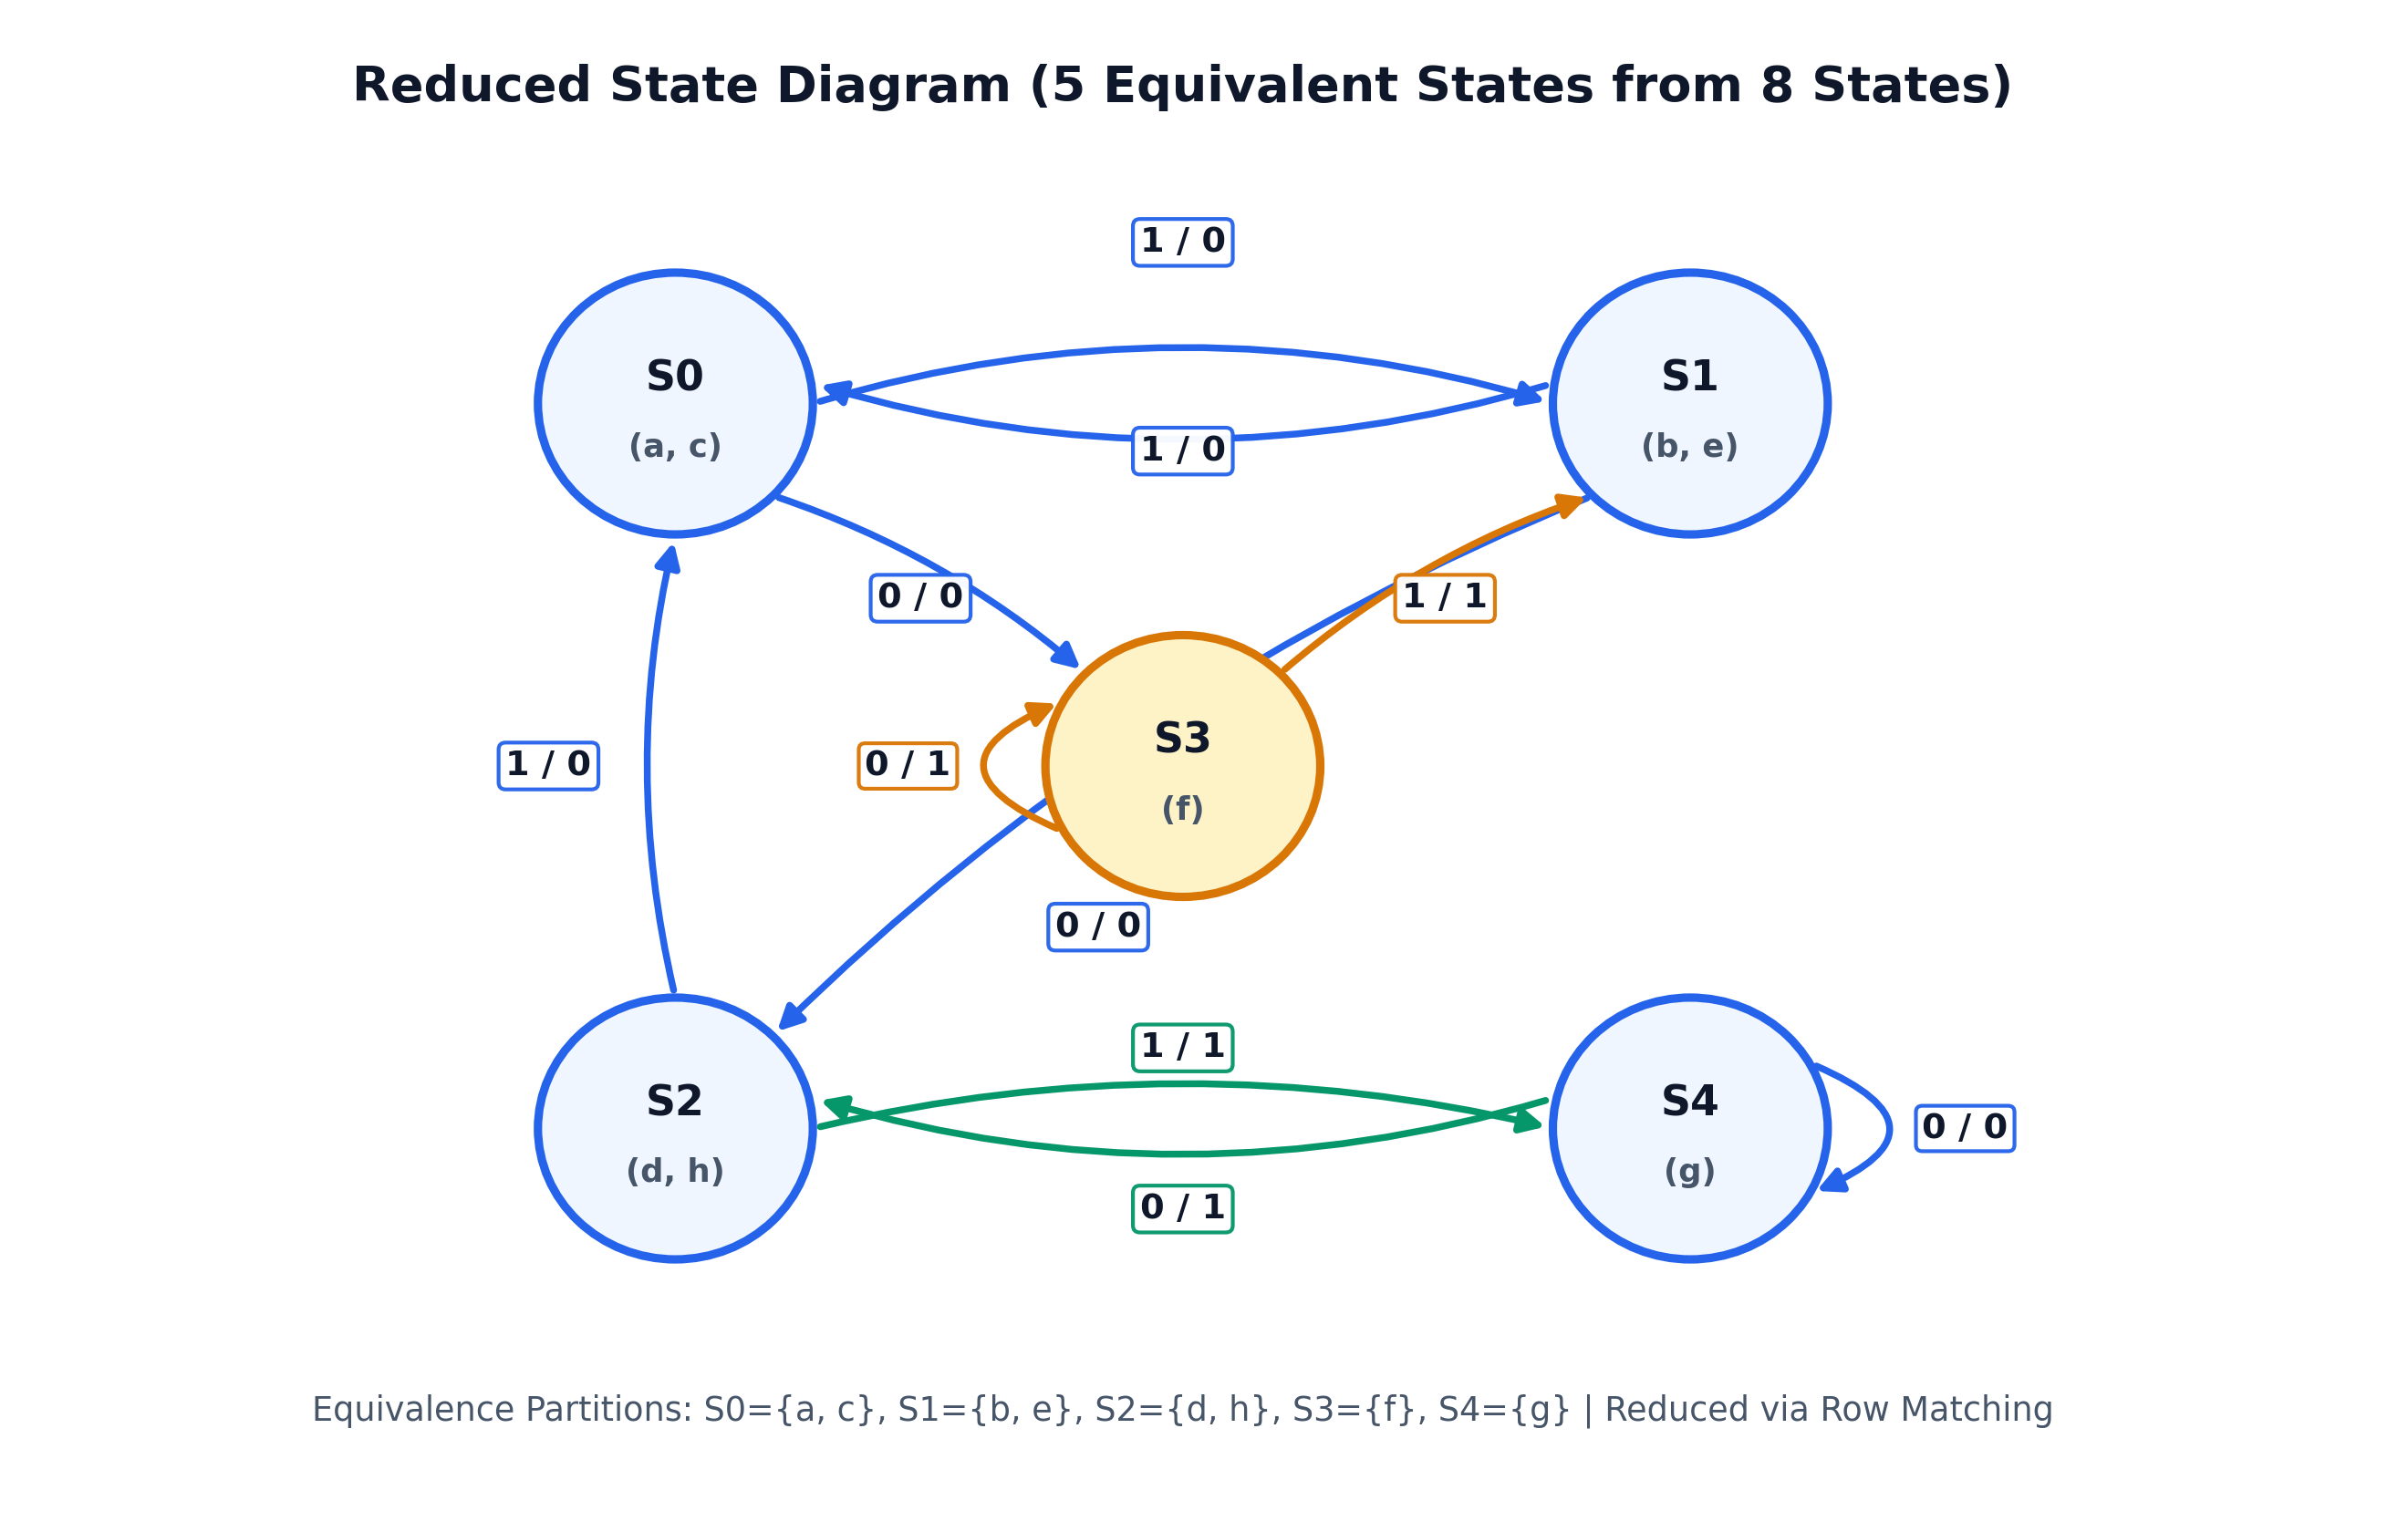 Reduced State Diagram (5 Equivalent States from 8 States)
1 / 0
S0
(a, c)
S1
(b, e)
1 / 0
0 / 0
1 / 1
1 / 0
0 / 1
S3
(f)
0 / 0
1 / 1
S2
(d, h)
S4
(g)
0 / 0
0 / 1
Equivalence Partitions: S0={a, c}, S1={b, e}, S2={d, h}, S3={f}, S4={g} | Reduced via Row Matching